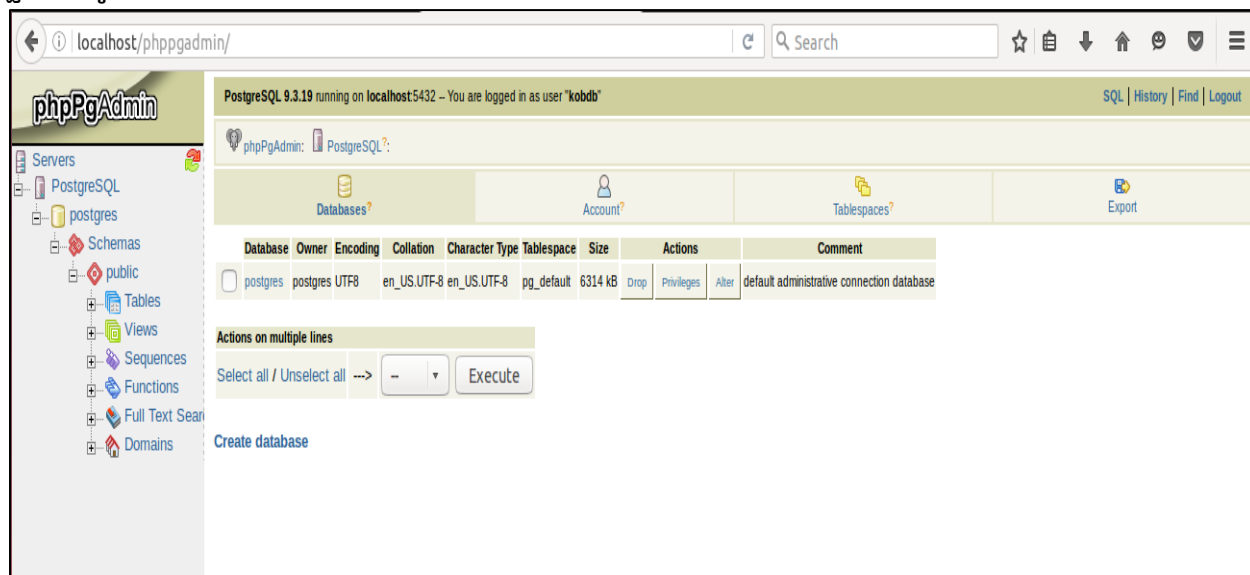 localhost/phppgadmin/
Search
phpPgAdmin
PostgreSQL 9.3.19 running on localhost:5432 – You are logged in as user "kobdb"
SQL | History | Find | Logout
phpPgAdmin: PostgreSQL?:
Servers
PostgreSQL
postgres
Schemas
public
Tables
Views
Sequences
Functions
Full Text Sear
Domains
Databases?
Account?
Tablespaces?
Export
Database Owner Encoding Collation Character Type Tablespace Size Actions Comment
postgres postgres UTF8 en_US.UTF-8 en_US.UTF-8 pg_default 6314 kB Drop Privileges Alter default administrative connection database
Actions on multiple lines
Select all / Unselect all ---> -- Execute
Create database